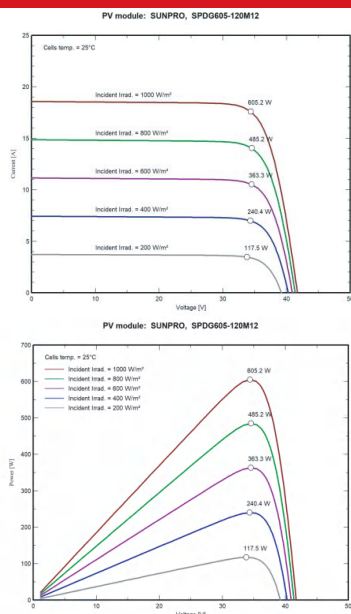 PV module: SUNPRO, SPDG605-120M12
25
Cells temp. = 25°C
20
Incident Irrad. = 1000 W/m²
605.2 W
15
Incident Irrad. = 800 W/m²
485.2 W
Current [A]
Incident Irrad. = 600 W/m²
363.3 W
10
Incident Irrad. = 400 W/m²
240.4 W
5
Incident Irrad. = 200 W/m²
117.5 W
0
0 10 20 30 40 50
Voltage [V]
PV module: SUNPRO, SPDG605-120M12
700
Cells temp. = 25°C
Incident Irrad. = 1000 W/m²
Incident Irrad. = 800 W/m²
Incident Irrad. = 600 W/m²
Incident Irrad. = 400 W/m²
Incident Irrad. = 200 W/m²
605.2 W
600
500
485.2 W
400
363.3 W
Power [W]
300
240.4 W
200
117.5 W
100
0
0 10 20 30 40 50